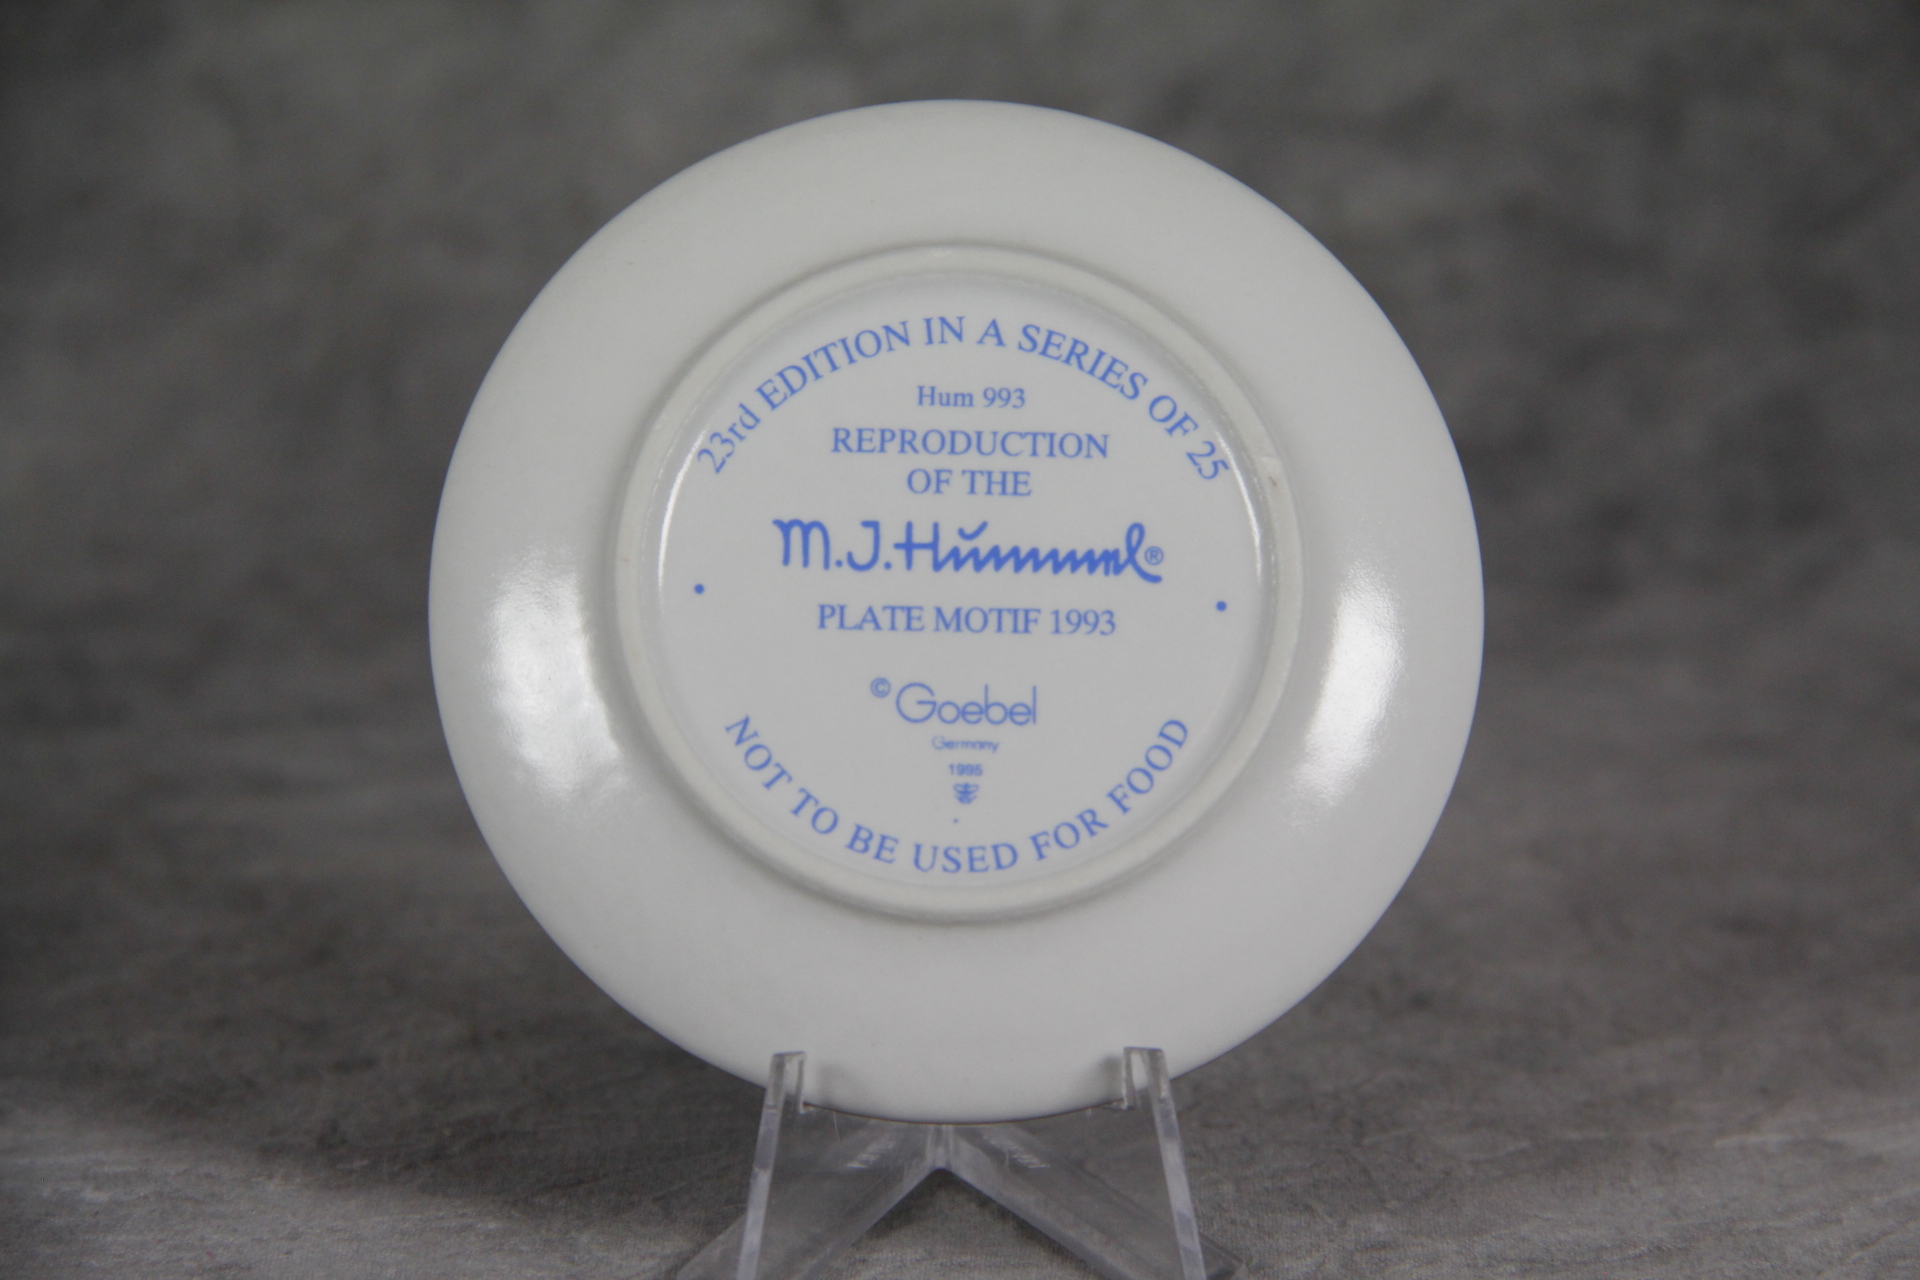 23rd EDITION IN A SERIES OF 25
Hum 993
REPRODUCTION
OF THE
M.J.Hummel®
PLATE MOTIF 1993
© Goebel
Germany
1995
NOT TO BE USED FOR FOOD